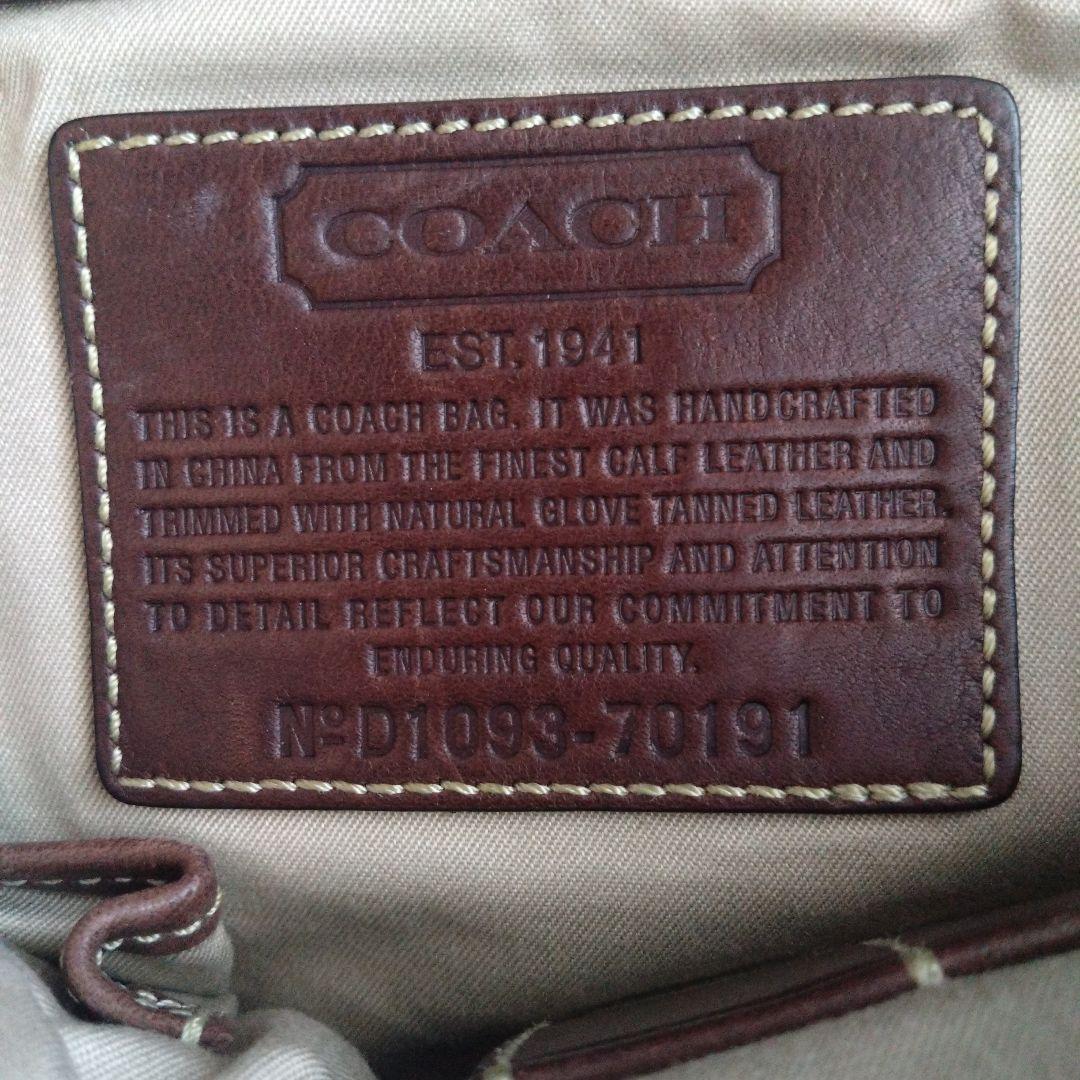 COACH
EST. 1941
THIS IS A COACH BAG. IT WAS HANDCRAFTED
IN CHINA FROM THE FINEST CALF LEATHER AND
TRIMMED WITH NATURAL GLOVE TANNED LEATHER.
ITS SUPERIOR CRAFTSMANSHIP AND ATTENTION
TO DETAIL REFLECT OUR COMMITMENT TO
ENDURING QUALITY.
Nº D1093-70191